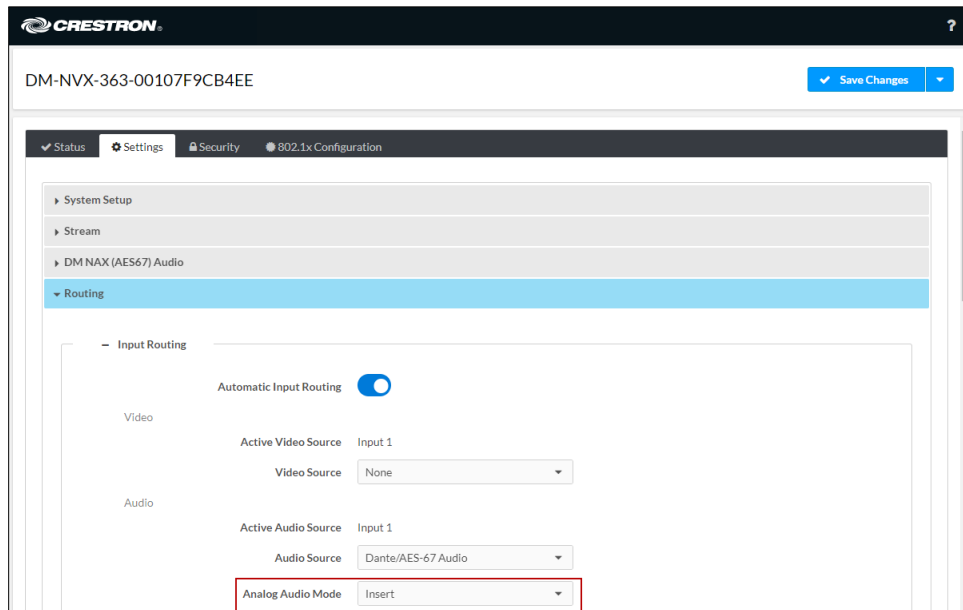 CRESTRON®
?
DM-NVX-363-00107F9CB4EE
Save Changes
Status Settings Security 802.1x Configuration
System Setup
Stream
DM NAX (AES67) Audio
Routing
– Input Routing
Automatic Input Routing
Video
Active Video Source Input 1
Video Source None
Audio
Active Audio Source Input 1
Audio Source Dante/AES-67 Audio
Analog Audio Mode Insert